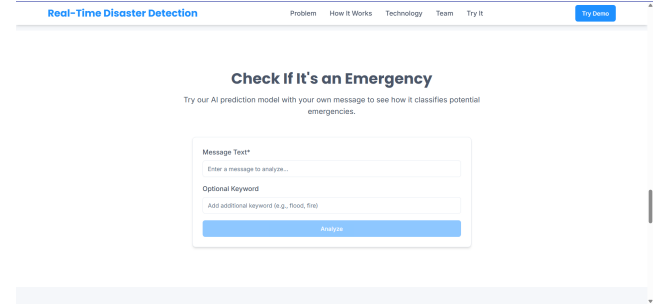 Real-Time Disaster Detection
Problem
How It Works
Technology
Team
Try It
Try Demo
Check If It's an Emergency
Try our AI prediction model with your own message to see how it classifies potential
emergencies.
Message Text*
Enter a message to analyze...
Optional Keyword
Add additional keyword (e.g., flood, fire)
Analyze